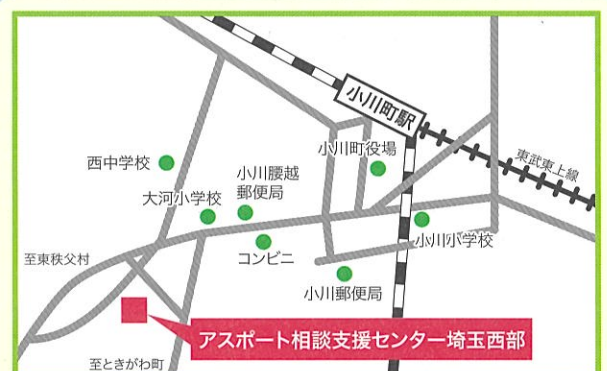 小川町駅
東武東上線
小川町役場
西中学校
小川腰越
郵便局
大河小学校
コンビニ
小川小学校
至東秩父村
小川郵便局
アスポート相談支援センター埼玉西部
至ときがわ町